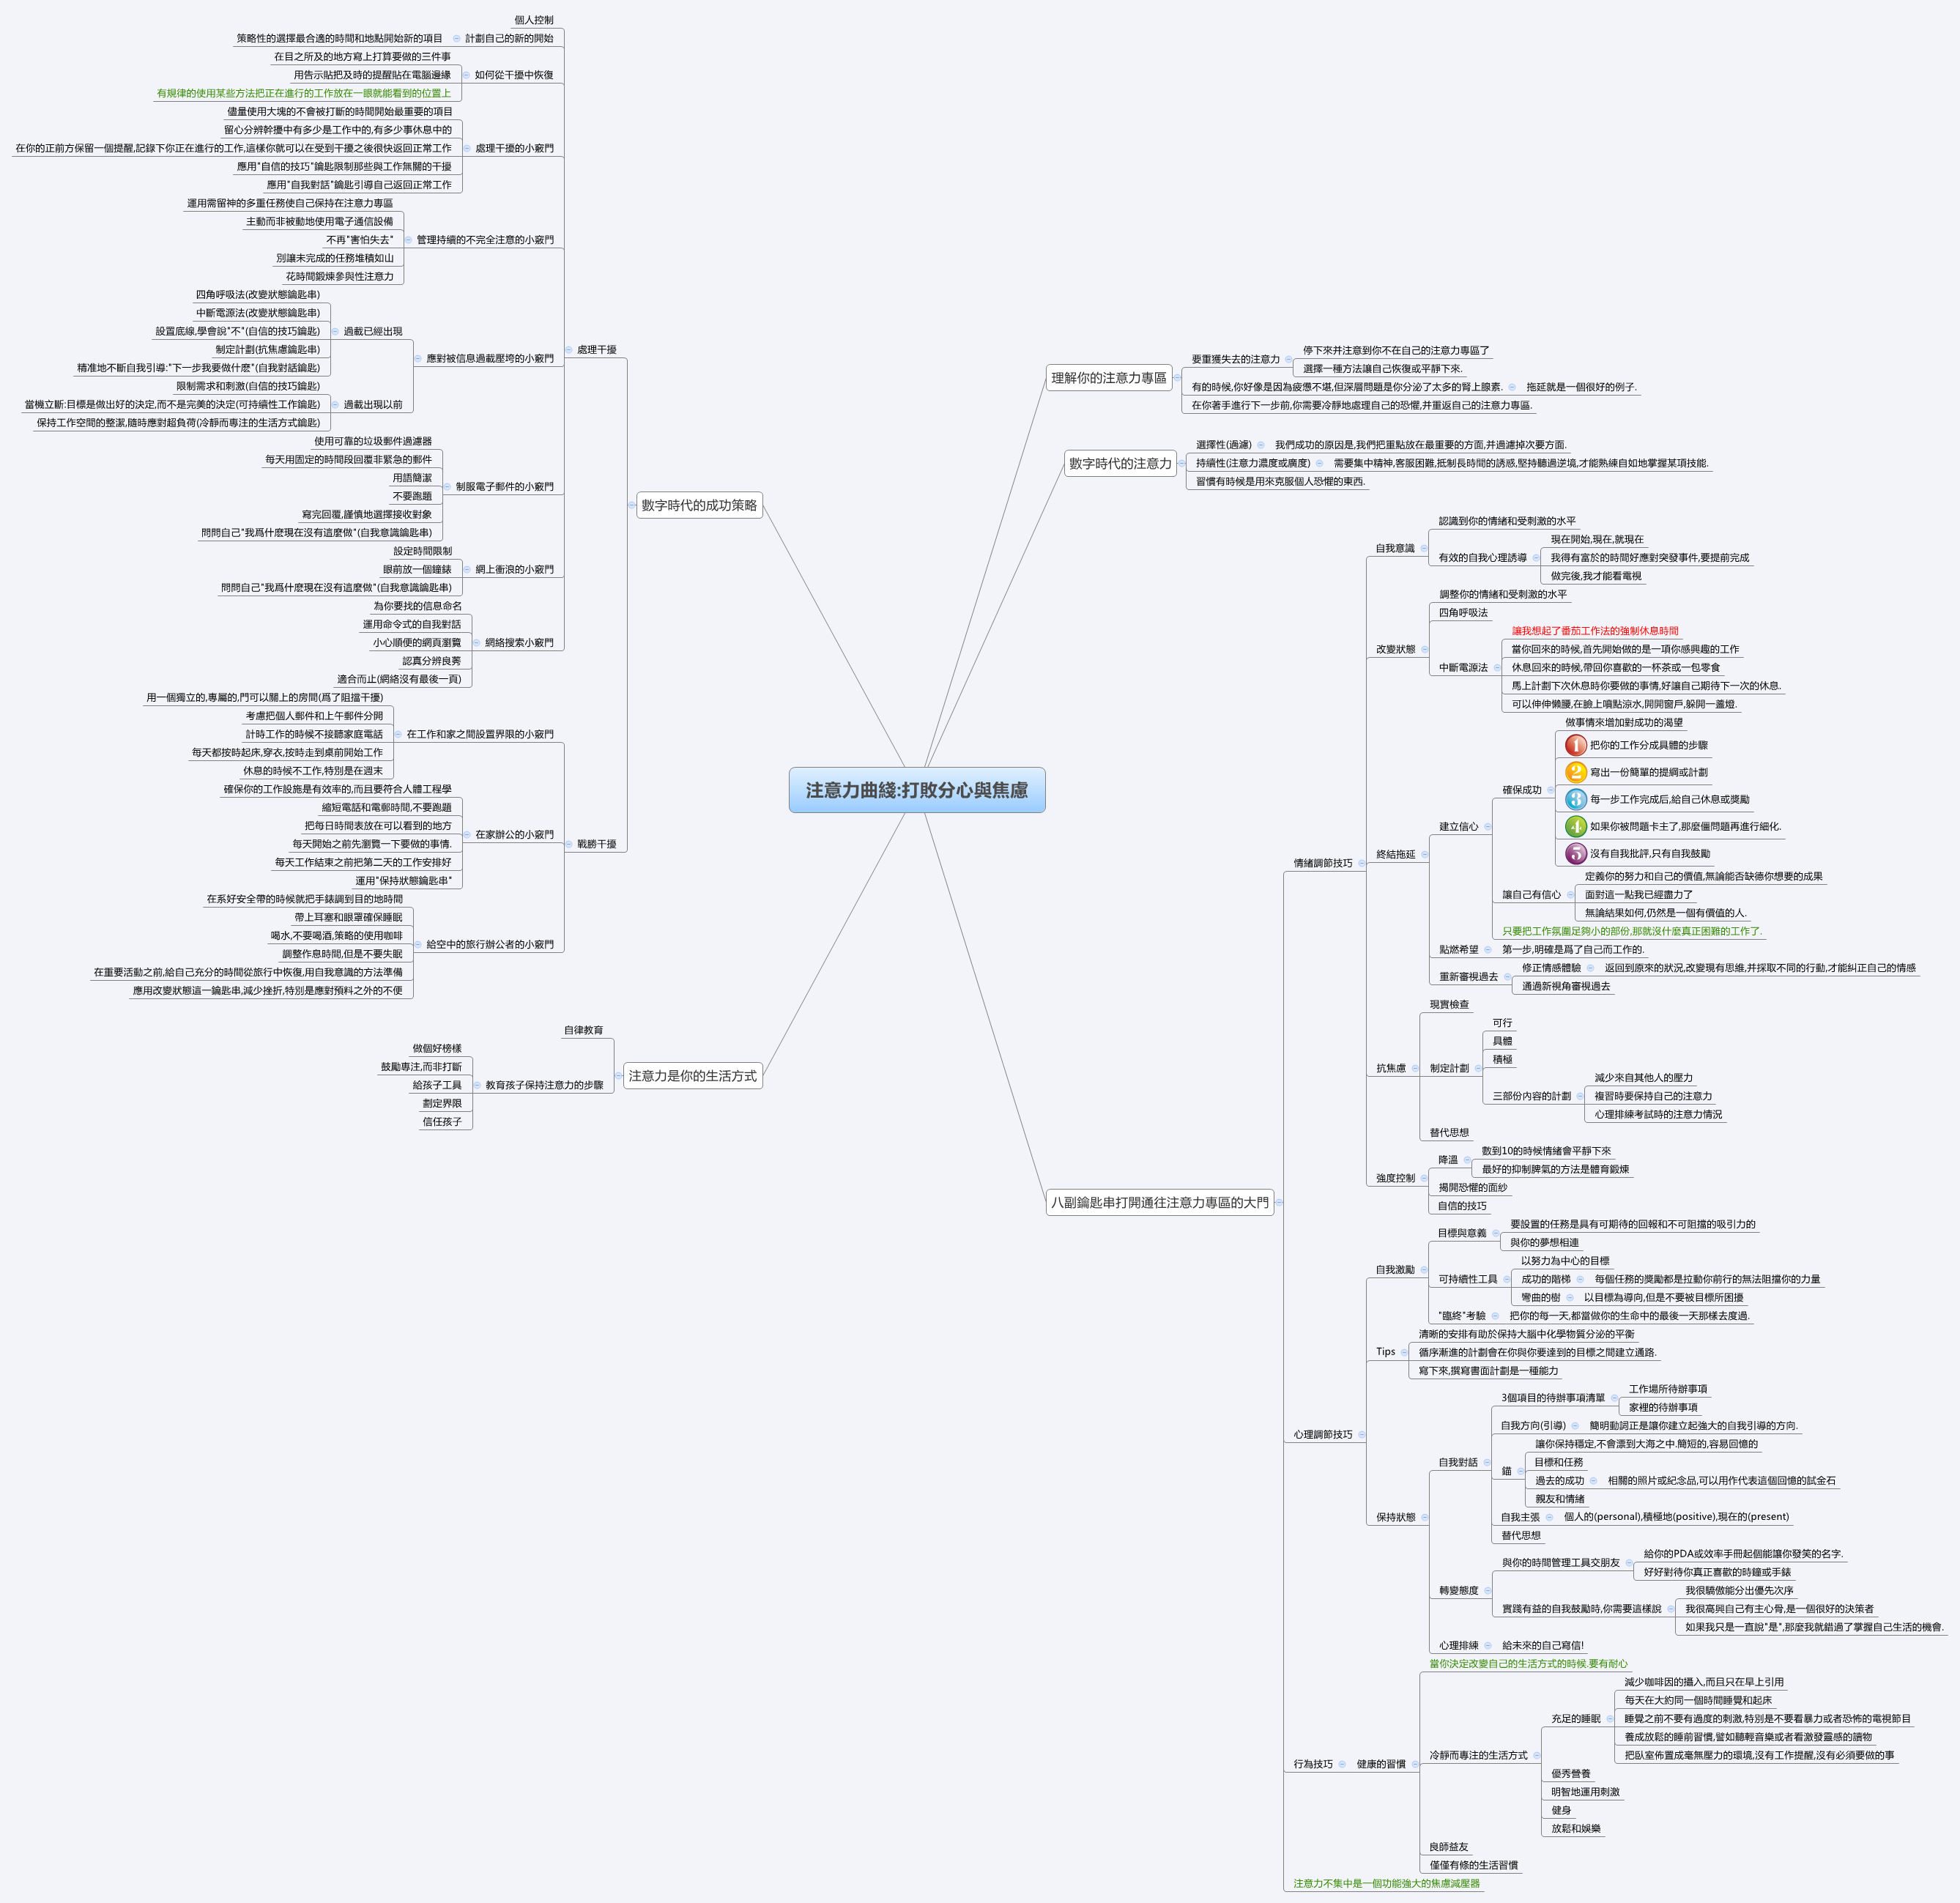 注意力曲綫:打敗分心與焦慮
理解你的注意力專區
要重獲失去的注意力
停下來并注意到你不在自己的注意力專區了
選擇一種方法讓自己恢復或平靜下來.
有的時候,你好像是因為疲憊不堪,但深層問題是你分泌了太多的腎上腺素.
拖延就是一個很好的例子.
在你著手進行下一步前,你需要冷靜地處理自己的恐懼,并重返自己的注意力專區.
數字時代的注意力
選擇性(過濾)
我們成功的原因是,我們把重點放在最重要的方面,并過濾掉次要方面.
持續性(注意力濃度或廣度)
需要集中精神,客服困難,抵制長時間的誘惑,堅持聽過逆境,才能熟練自如地掌握某項技能.
習慣有時候是用來克服個人恐懼的東西.
八副鑰匙串打開通往注意力專區的大門
情緒調節技巧
自我意識
認識到你的情緒和受刺激的水平
有效的自我心理誘導
現在開始,現在,就現在
我得有富於的時間好應對突發事件,要提前完成
做完後,我才能看電視
改變狀態
調整你的情緒和受刺激的水平
四角呼吸法
中斷電源法
讓我想起了番茄工作法的強制休息時間
當你回來的時候,首先開始做的是一項你感興趣的工作
休息回來的時候,帶回你喜歡的一杯茶或一包零食
馬上計劃下次休息時你要做的事情,好讓自己期待下一次的休息.
可以伸伸懶腰,在臉上噴點涼水,開開窗戶,躲開一盞燈.
終結拖延
建立信心
確保成功
做事情來增加對成功的渴望
1 把你的工作分成具體的步驟
2 寫出一份簡單的提綱或計劃
3 每一步工作完成后,給自己休息或獎勵
4 如果你被問題卡主了,那麼儷問題再進行細化.
5 沒有自我批評,只有自我鼓勵
讓自己有信心
定義你的努力和自己的價值,無論能否缺德你想要的成果
面對這一點我已經盡力了
無論結果如何,仍然是一個有價值的人.
只要把工作氛圍足夠小的部份,那就沒什麼真正困難的工作了.
點燃希望
第一步,明確是爲了自己而工作的.
重新審視過去
修正情感體驗
返回到原來的狀況,改變現有思維,并採取不同的行動,才能糾正自己的情感
通過新視角審視過去
抗焦慮
現實檢查
制定計劃
可行
具體
積極
三部份內容的計劃
減少來自其他人的壓力
複習時要保持自己的注意力
心理排練考試時的注意力情況
替代思想
強度控制
降溫
數到10的時候情緒會平靜下來
最好的抑制脾氣的方法是體育鍛煉
揭開恐懼的面紗
自信的技巧
心理調節技巧
自我激勵
目標與意義
要設置的任務是具有可期待的回報和不可阻擋的吸引力的
與你的夢想相連
可持續性工具
以努力為中心的目標
成功的階梯
每個任務的獎勵都是拉動你前行的無法阻擋你的力量
彎曲的樹
以目標為導向,但是不要被目標所困擾
"臨終"考驗
把你的每一天,都當做你的生命中的最後一天那樣去度過.
Tips
清晰的安排有助於保持大腦中化學物質分泌的平衡
循序漸進的計劃會在你與你要達到的目標之間建立通路.
寫下來,撰寫書面計劃是一種能力
保持狀態
自我對話
3個項目的待辦事項清單
工作場所待辦事項
家裡的待辦事項
自我方向(引導)
簡明動詞正是讓你建立起強大的自我引導的方向.
錨
讓你保持穩定,不會漂到大海之中.簡短的,容易回憶的
目標和任務
過去的成功
相關的照片或紀念品,可以用作代表這個回憶的試金石
親友和情緒
自我主張
個人的(personal),積極地(positive),現在的(present)
替代思想
轉變態度
與你的時間管理工具交朋友
給你的PDA或效率手冊起個能讓你發笑的名字.
好好對待你真正喜歡的時鐘或手錶
實踐有益的自我鼓勵時,你需要這樣說
我很驕傲能分出優先次序
我很高興自己有主心骨,是一個很好的決策者
如果我只是一直說"是",那麼我就錯過了掌握自己生活的機會.
心理排練
給未來的自己寫信!
行為技巧
健康的習慣
當你決定改變自己的生活方式的時候.要有耐心
冷靜而專注的生活方式
充足的睡眠
減少咖啡因的攝入,而且只在早上引用
每天在大約同一個時間睡覺和起床
睡覺之前不要有過度的刺激,特別是不要看暴力或者恐怖的電視節目
養成放鬆的睡前習慣,譬如聽輕音樂或者看激發靈感的讀物
把臥室佈置成毫無壓力的環境,沒有工作提醒,沒有必須要做的事
優秀營養
明智地運用刺激
健身
放鬆和娛樂
良師益友
僅僅有條的生活習慣
注意力不集中是一個功能強大的焦慮減壓器
數字時代的成功策略
處理干擾
個人控制
計劃自己的新的開始
策略性的選擇最合適的時間和地點開始新的項目
如何從干擾中恢復
在目之所及的地方寫上打算要做的三件事
用告示貼把及時的提醒貼在電腦邊緣
有規律的使用某些方法把正在進行的工作放在一眼就能看到的位置上
處理干擾的小竅門
儘量使用大塊的不會被打斷的時間開始最重要的項目
留心分辨幹擾中有多少是工作中的,有多少事休息中的
在你的正前方保留一個提醒,記錄下你正在進行的工作,這樣你就可以在受到干擾之後很快返回正常工作
應用"自信的技巧"鑰匙限制那些與工作無關的干擾
應用"自我對話"鑰匙引導自己返回正常工作
管理持續的不完全注意的小竅門
運用需留神的多重任務使自己保持在注意力專區
主動而非被動地使用電子通信設備
不再"害怕失去"
別讓未完成的任務堆積如山
花時間鍛煉參與性注意力
應對被信息過載壓垮的小竅門
過載已經出現
四角呼吸法(改變狀態鑰匙串)
中斷電源法(改變狀態鑰匙串)
設置底線,學會說"不"(自信的技巧鑰匙)
制定計劃(抗焦慮鑰匙串)
精准地不斷自我引導:"下一步我要做什麽"(自我對話鑰匙)
過載出現以前
限制需求和刺激(自信的技巧鑰匙)
當機立斷:目標是做出好的決定,而不是完美的決定(可持續性工作鑰匙)
保持工作空間的整潔,隨時應對超負荷(冷靜而專注的生活方式鑰匙)
制服電子郵件的小竅門
使用可靠的垃圾郵件過濾器
每天用固定的時間段回覆非緊急的郵件
用語簡潔
不要跑題
寫完回覆,謹慎地選擇接收對象
問問自己"我爲什麽現在沒有這麼做"(自我意識鑰匙串)
網上衝浪的小竅門
設定時間限制
眼前放一個鐘錶
問問自己"我爲什麽現在沒有這麼做"(自我意識鑰匙串)
網絡搜索小竅門
為你要找的信息命名
運用命令式的自我對話
小心順便的網頁瀏覽
認真分辨良莠
適合而止(網絡沒有最後一頁)
戰勝干擾
在工作和家之間設置界限的小竅門
用一個獨立的,專屬的,門可以關上的房間(爲了阻擋干擾)
考慮把個人郵件和上午郵件分開
計時工作的時候不接聽家庭電話
每天都按時起床,穿衣,按時走到桌前開始工作
休息的時候不工作,特別是在週末
在家辦公的小竅門
確保你的工作設施是有效率的,而且要符合人體工程學
縮短電話和電郵時間,不要跑題
把每日時間表放在可以看到的地方
每天開始之前先瀏覽一下要做的事情.
每天工作結束之前把第二天的工作安排好
運用"保持狀態鑰匙串"
給空中的旅行辦公者的小竅門
在系好安全帶的時候就把手錶調到目的地時間
帶上耳塞和眼罩確保睡眠
喝水,不要喝酒,策略的使用咖啡
調整作息時間,但是不要失眠
在重要活動之前,給自己充分的時間從旅行中恢復,用自我意識的方法準備
應用改變狀態這一鑰匙串,減少挫折,特別是應對預料之外的不便
注意力是你的生活方式
自律教育
教育孩子保持注意力的步驟
做個好榜樣
鼓勵專注,而非打斷
給孩子工具
劃定界限
信任孩子